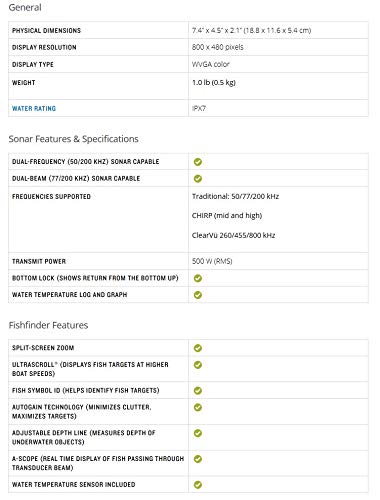 General
PHYSICAL DIMENSIONS 7.4" x 4.5" x 2.1" (18.8 x 11.6 x 5.4 cm)
DISPLAY RESOLUTION 800 x 480 pixels
DISPLAY TYPE WVGA color
WEIGHT 1.0 lb (0.5 kg)
WATER RATING IPX7
Sonar Features & Specifications
DUAL-FREQUENCY (50/200 KHZ) SONAR CAPABLE
DUAL-BEAM (77/200 KHZ) SONAR CAPABLE
FREQUENCIES SUPPORTED Traditional: 50/77/200 kHz
CHIRP (mid and high)
ClearVü 260/455/800 kHz
TRANSMIT POWER 500 W (RMS)
BOTTOM LOCK (SHOWS RETURN FROM THE BOTTOM UP)
WATER TEMPERATURE LOG AND GRAPH
Fishfinder Features
SPLIT-SCREEN ZOOM
ULTRASCROLL® (DISPLAYS FISH TARGETS AT HIGHER
BOAT SPEEDS)
FISH SYMBOL ID (HELPS IDENTIFY FISH TARGETS)
AUTOGAIN TECHNOLOGY (MINIMIZES CLUTTER,
MAXIMIZES TARGETS)
ADJUSTABLE DEPTH LINE (MEASURES DEPTH OF
UNDERWATER OBJECTS)
A-SCOPE (REAL TIME DISPLAY OF FISH PASSING THROUGH
TRANSDUCER BEAM)
WATER TEMPERATURE SENSOR INCLUDED